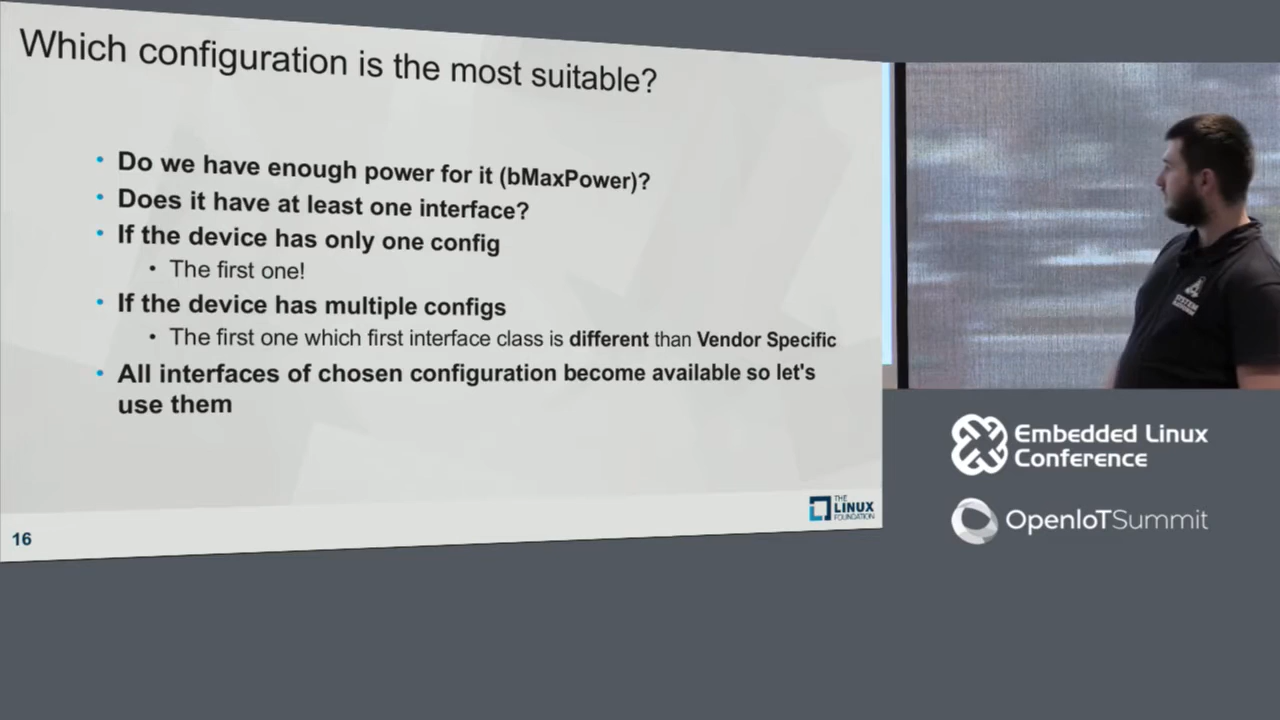 Which configuration is the most suitable?
Do we have enough power for it (bMaxPower)?
Does it have at least one interface?
If the device has only one config
The first one!
If the device has multiple configs
The first one which first interface class is different than Vendor Specific
All interfaces of chosen configuration become available so let's
use them
THE
LINUX
FOUNDATION
16
Embedded Linux
Conference
OpenIoTSummit